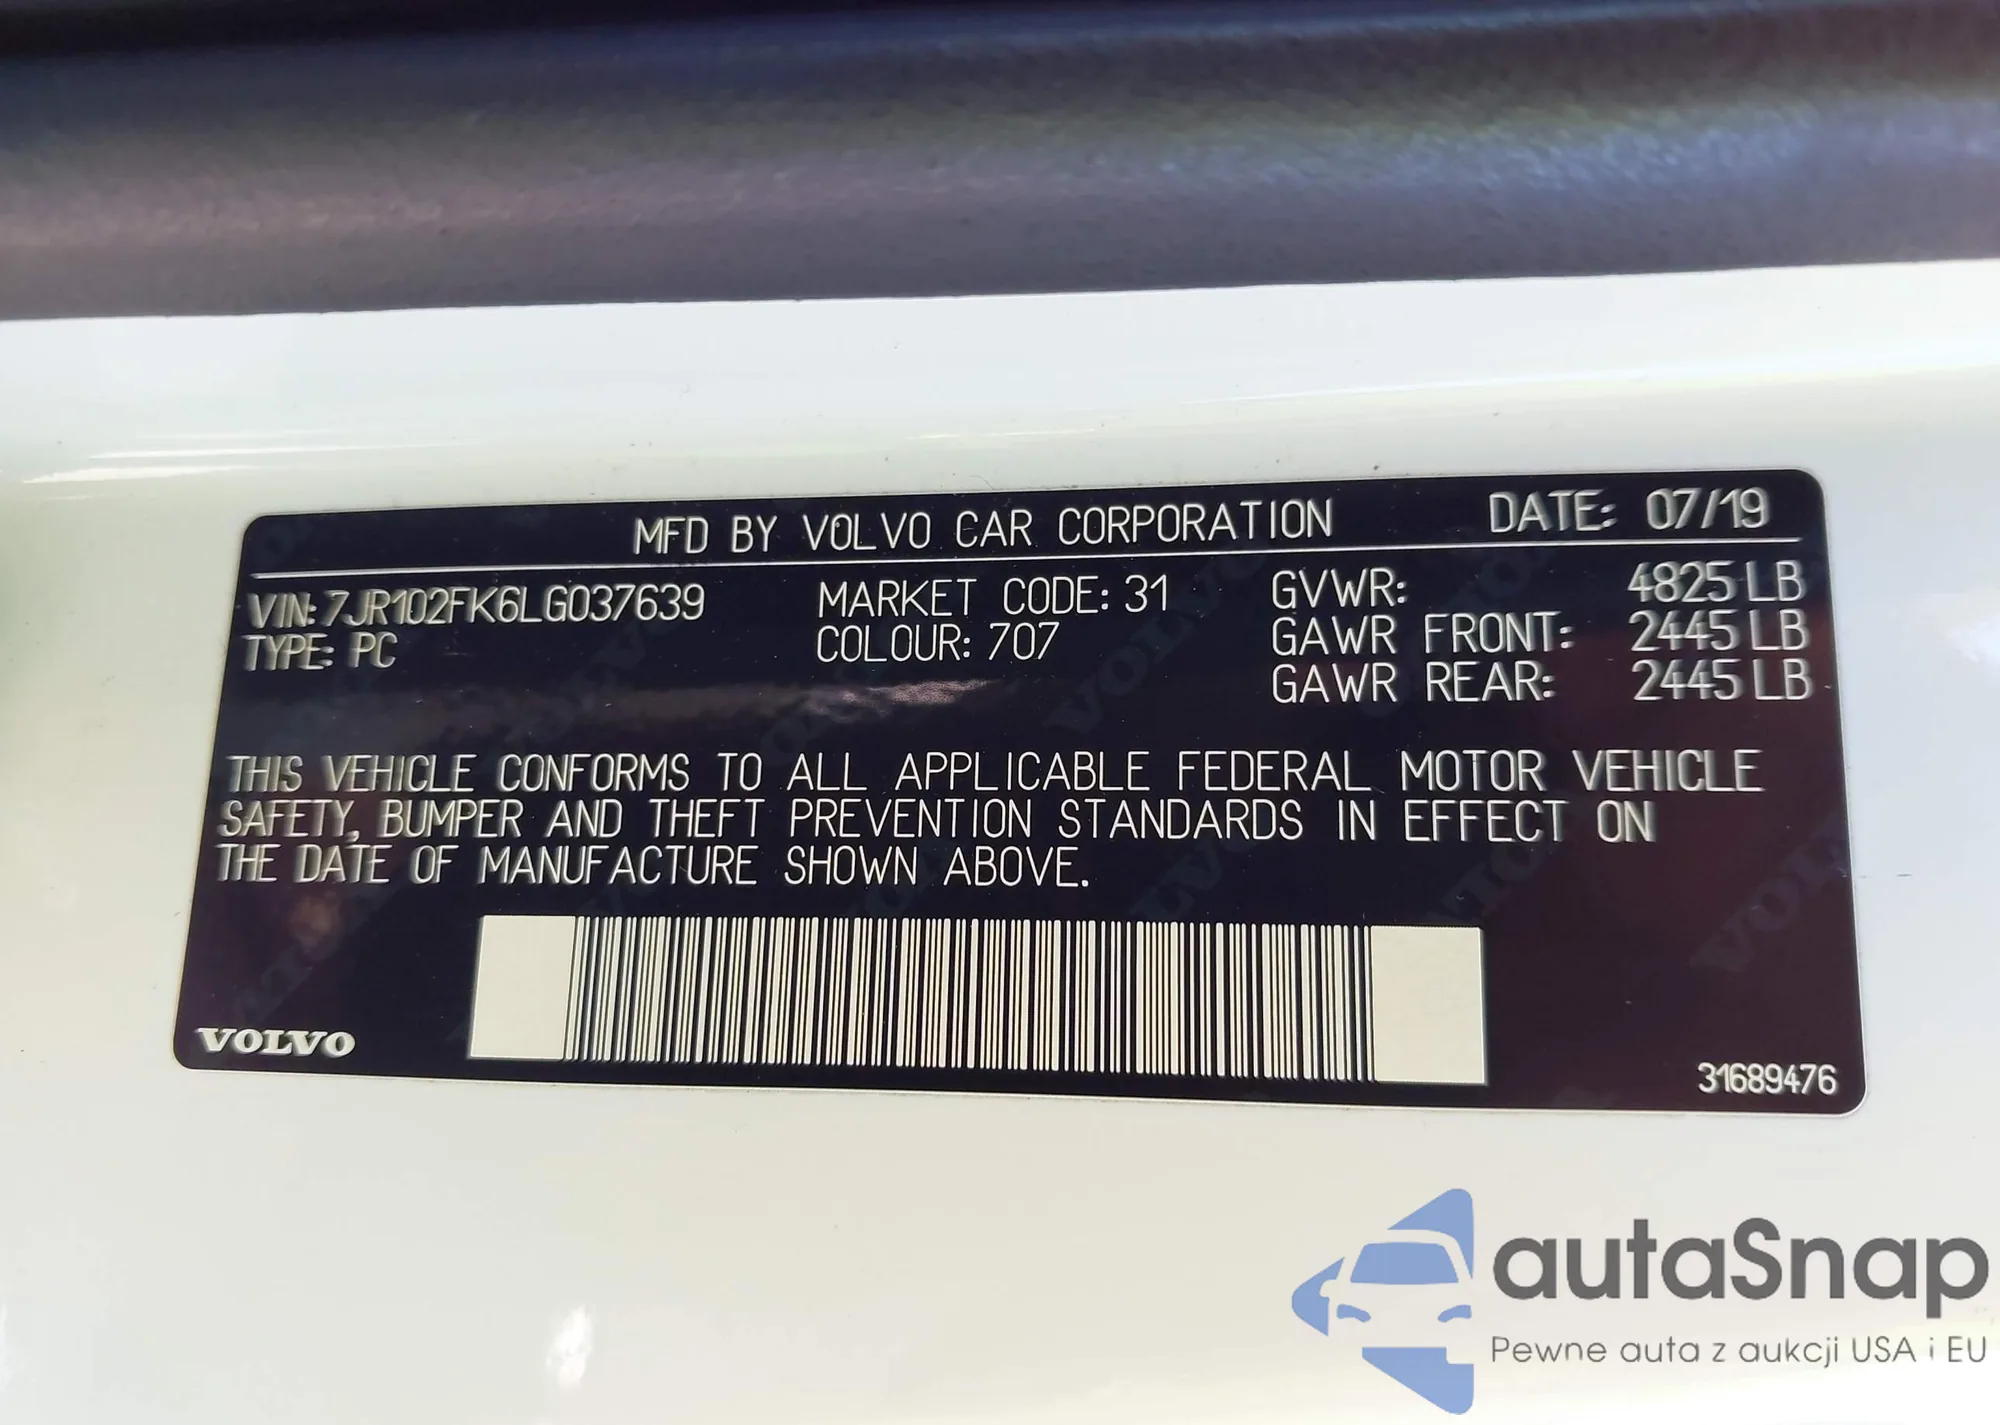 MFD BY VOLVO CAR CORPORATION DATE: 07/19
VIN: 7JR102FK6LG037639 MARKET CODE: 31 GVWR: 4825 LB
TYPE: PC COLOUR: 707 GAWR FRONT: 2445 LB
GAWR REAR: 2445 LB
THIS VEHICLE CONFORMS TO ALL APPLICABLE FEDERAL MOTOR VEHICLE
SAFETY, BUMPER AND THEFT PREVENTION STANDARDS IN EFFECT ON
THE DATE OF MANUFACTURE SHOWN ABOVE.
VOLVO
31689476
autaSnap
Pewne auta z aukcji USA i EU